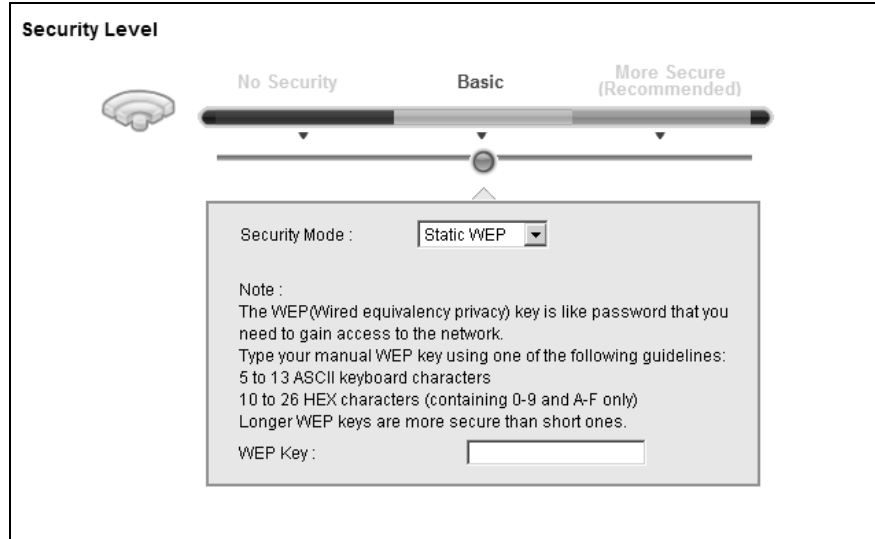 Security Level
No Security
Basic
More Secure
(Recommended)
Security Mode :
Static WEP
Note :
The WEP(Wired equivalency privacy) key is like password that you
need to gain access to the network.
Type your manual WEP key using one of the following guidelines:
5 to 13 ASCII keyboard characters
10 to 26 HEX characters (containing 0-9 and A-F only)
Longer WEP keys are more secure than short ones.
WEP Key :